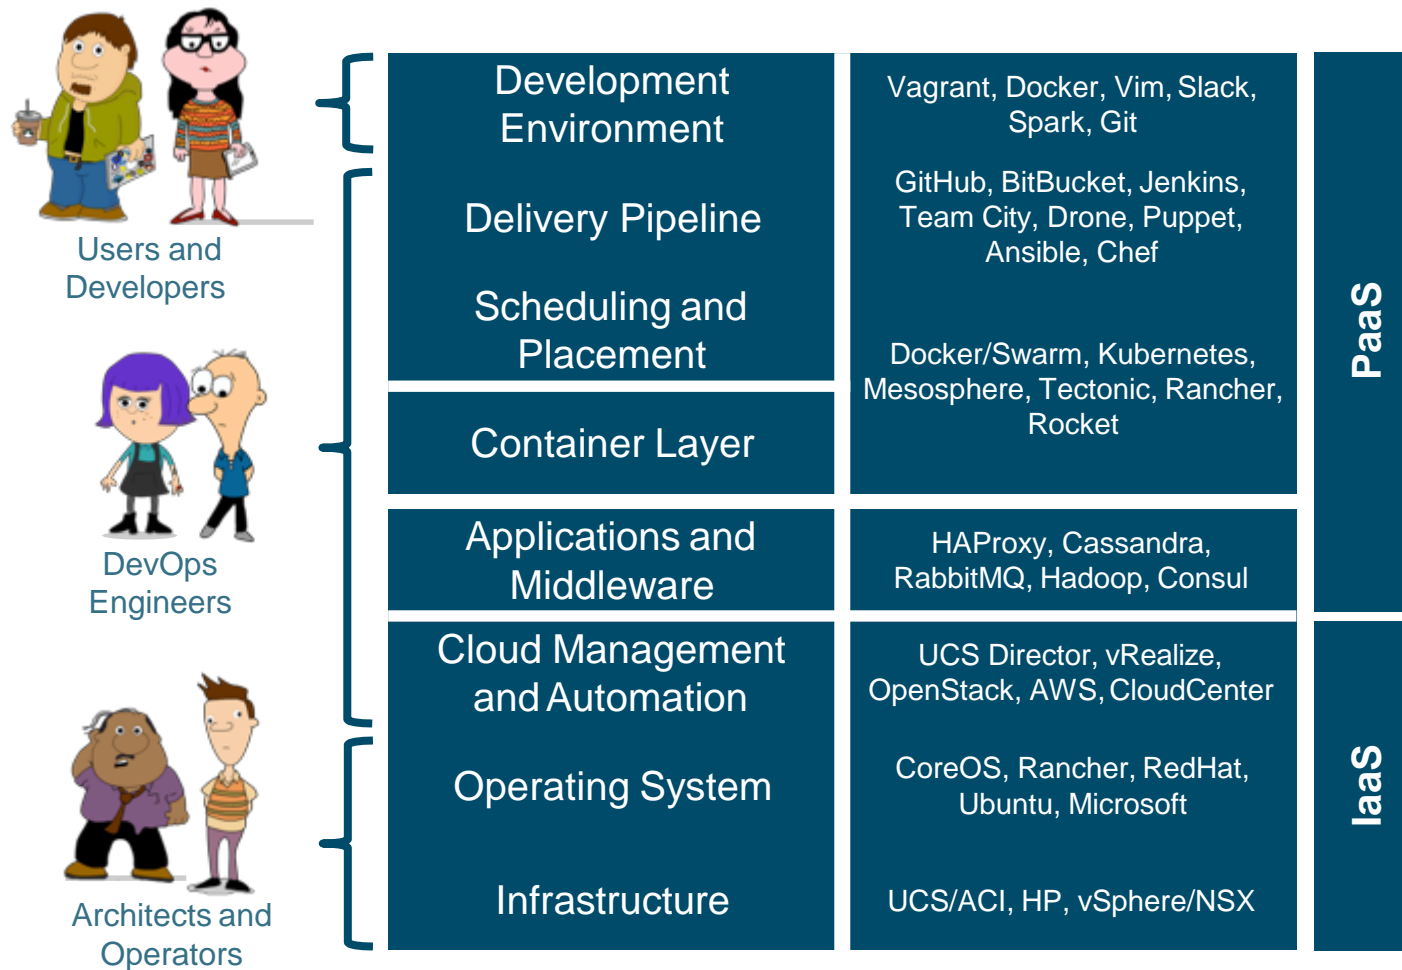 Users and
Developers
DevOps
Engineers
Architects and
Operators
Development
Environment
Vagrant, Docker, Vim, Slack,
Spark, Git
Delivery Pipeline
GitHub, BitBucket, Jenkins,
Team City, Drone, Puppet,
Ansible, Chef
Scheduling and
Placement
Container Layer
Docker/Swarm, Kubernetes,
Mesosphere, Tectonic, Rancher,
Rocket
Applications and
Middleware
HAProxy, Cassandra,
RabbitMQ, Hadoop, Consul
Cloud Management
and Automation
UCS Director, vRealize,
OpenStack, AWS, CloudCenter
Operating System
CoreOS, Rancher, RedHat,
Ubuntu, Microsoft
Infrastructure
UCS/ACI, HP, vSphere/NSX
PaaS
IaaS